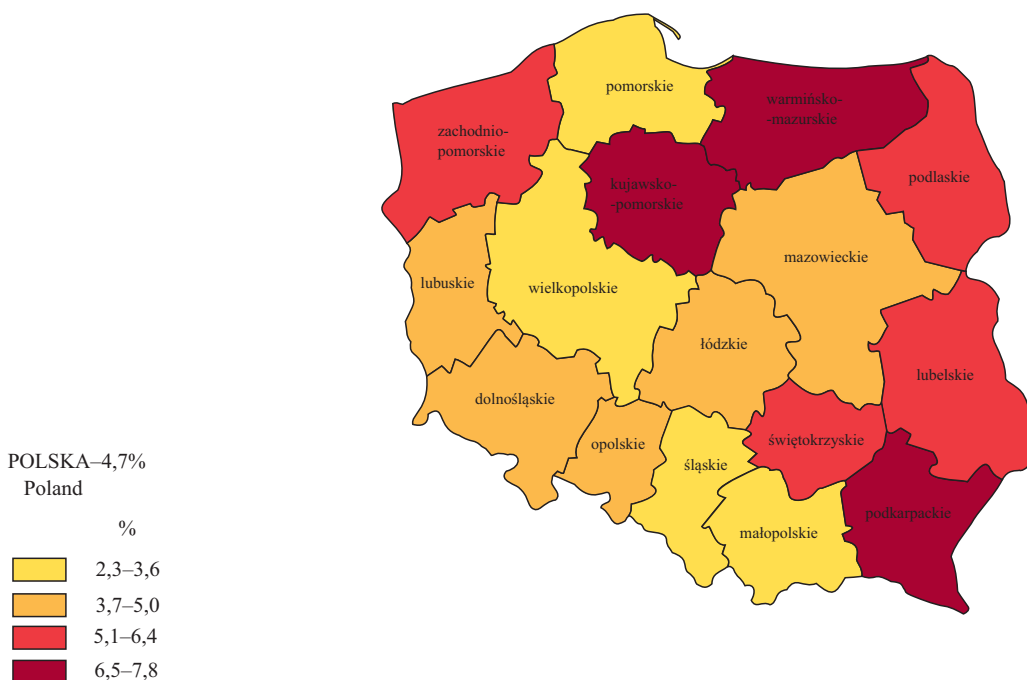 pomorskie
warmińsko-
-mazurskie
zachodnio-
pomorskie
podlaskie
kujawsko-
-pomorskie
mazowieckie
lubuskie
wielkopolskie
łódzkie
lubelskie
dolnośląskie
opolskie
świętokrzyskie
śląskie
podkarpackie
małopolskie
POLSKA–4,7%
Poland
%
2,3–3,6
3,7–5,0
5,1–6,4
6,5–7,8